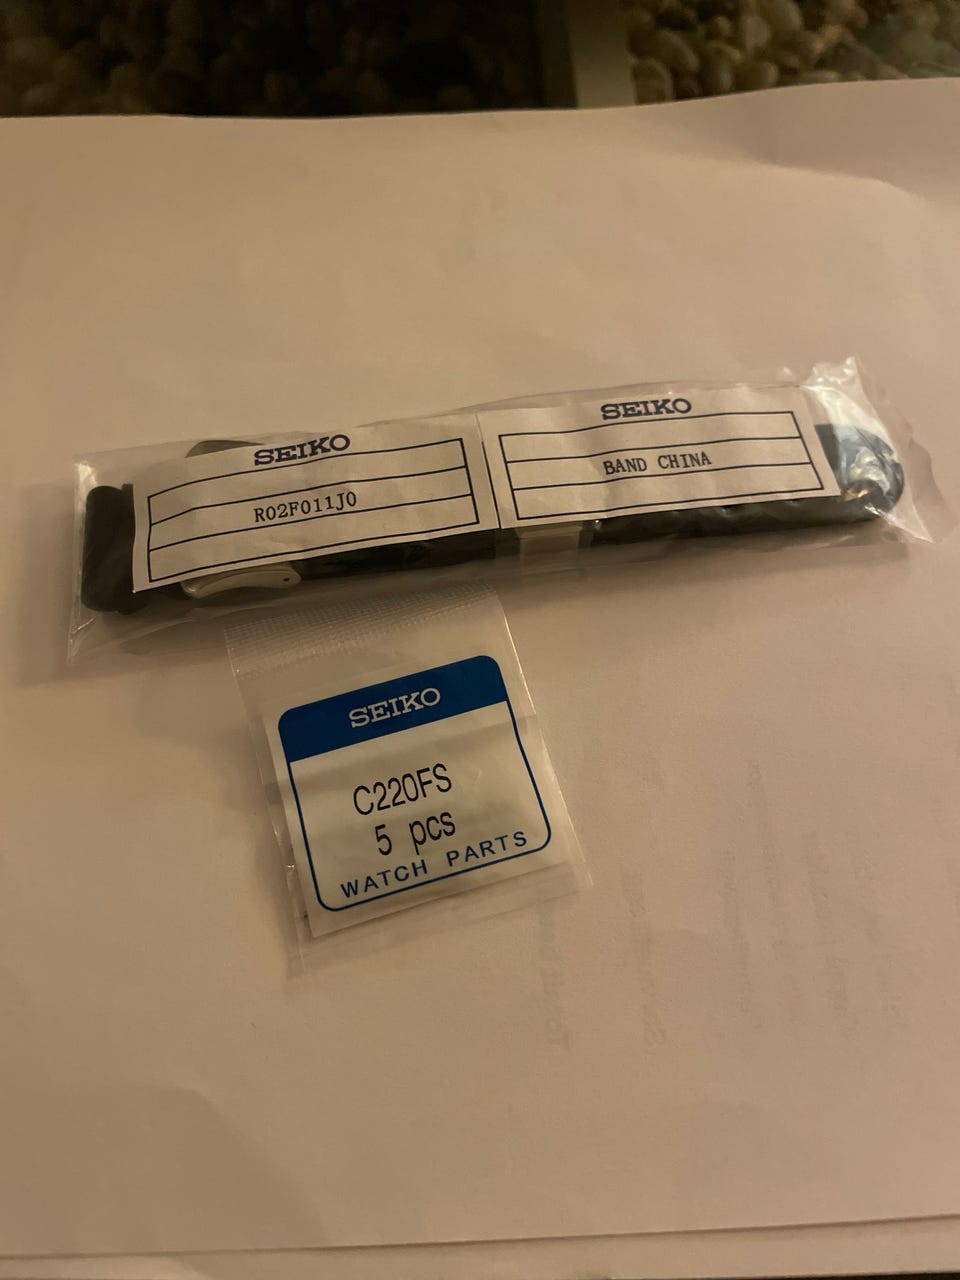 SEIKO
R02F011J0
SEIKO
BAND CHINA
SEIKO
C220FS
5 pcs
WATCH PARTS